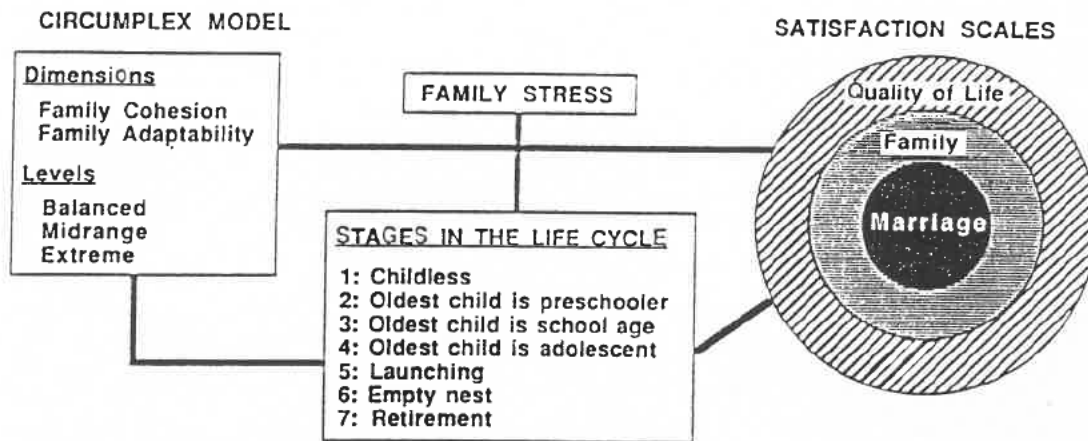 CIRCUMPLEX MODEL
Dimensions
Family Cohesion
Family Adaptability
Levels
Balanced
Midrange
Extreme
FAMILY STRESS
STAGES IN THE LIFE CYCLE
1: Childless
2: Oldest child is preschooler
3: Oldest child is school age
4: Oldest child is adolescent
5: Launching
6: Empty nest
7: Retirement
SATISFACTION SCALES
Quality of Life
Family
Marriage